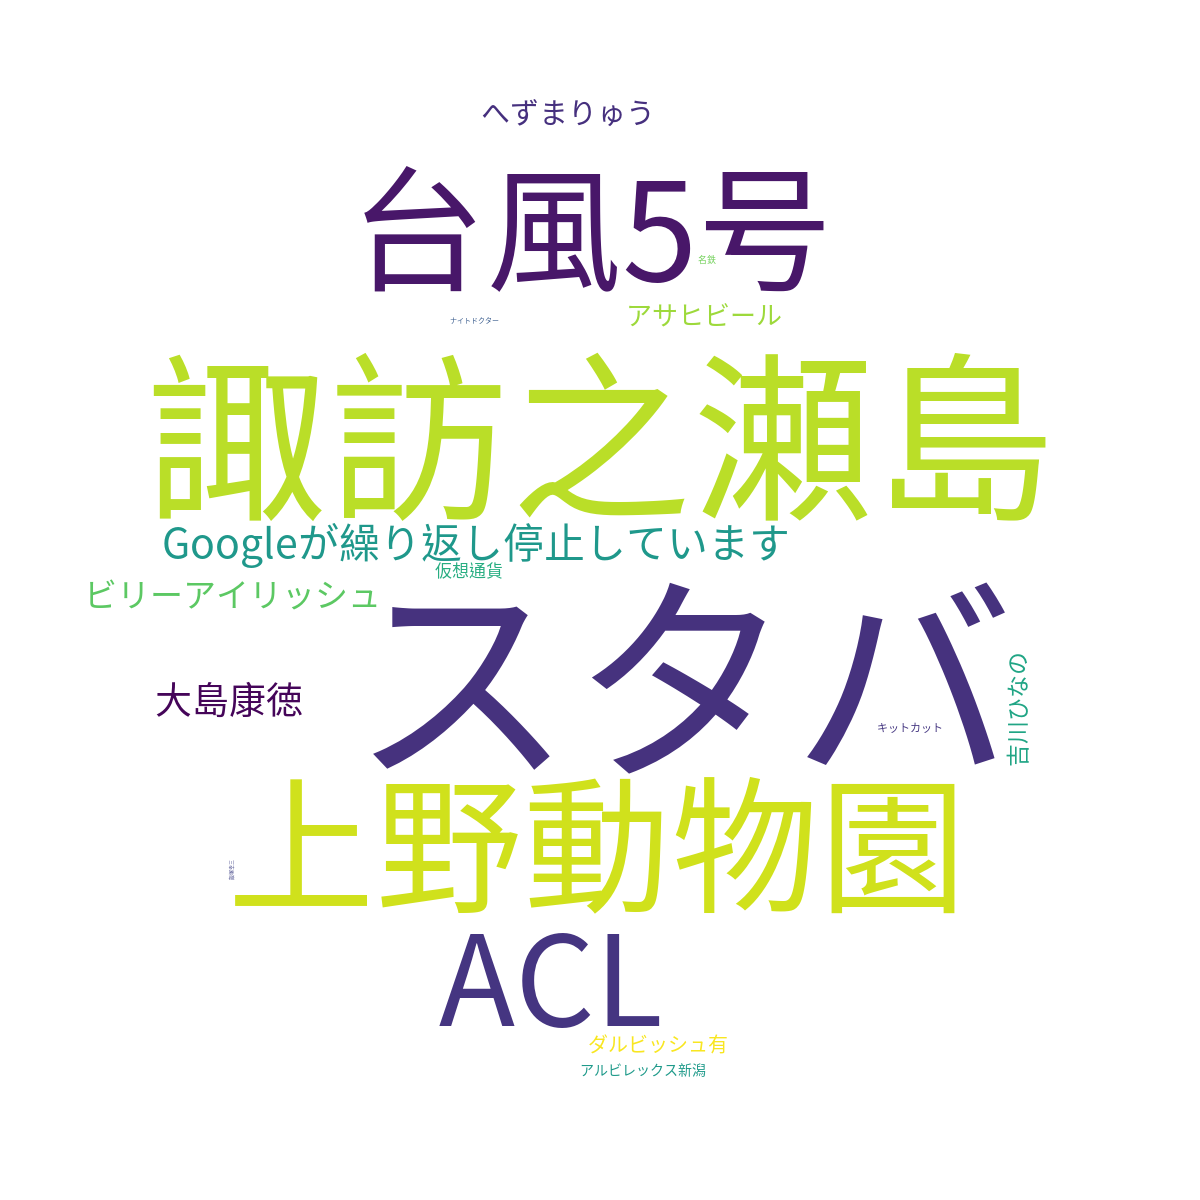 へずまりゅう
台風5号
名鉄
アサヒビール
ナイトドクター
諏訪之瀬島
Googleが繰り返し停止しています
仮想通貨
ビリーアイリッシュ
スタバ
吉川ひなの
大島康徳
キットカット
上野動物園
ACL
ダルビッシュ有
アルビレックス新潟